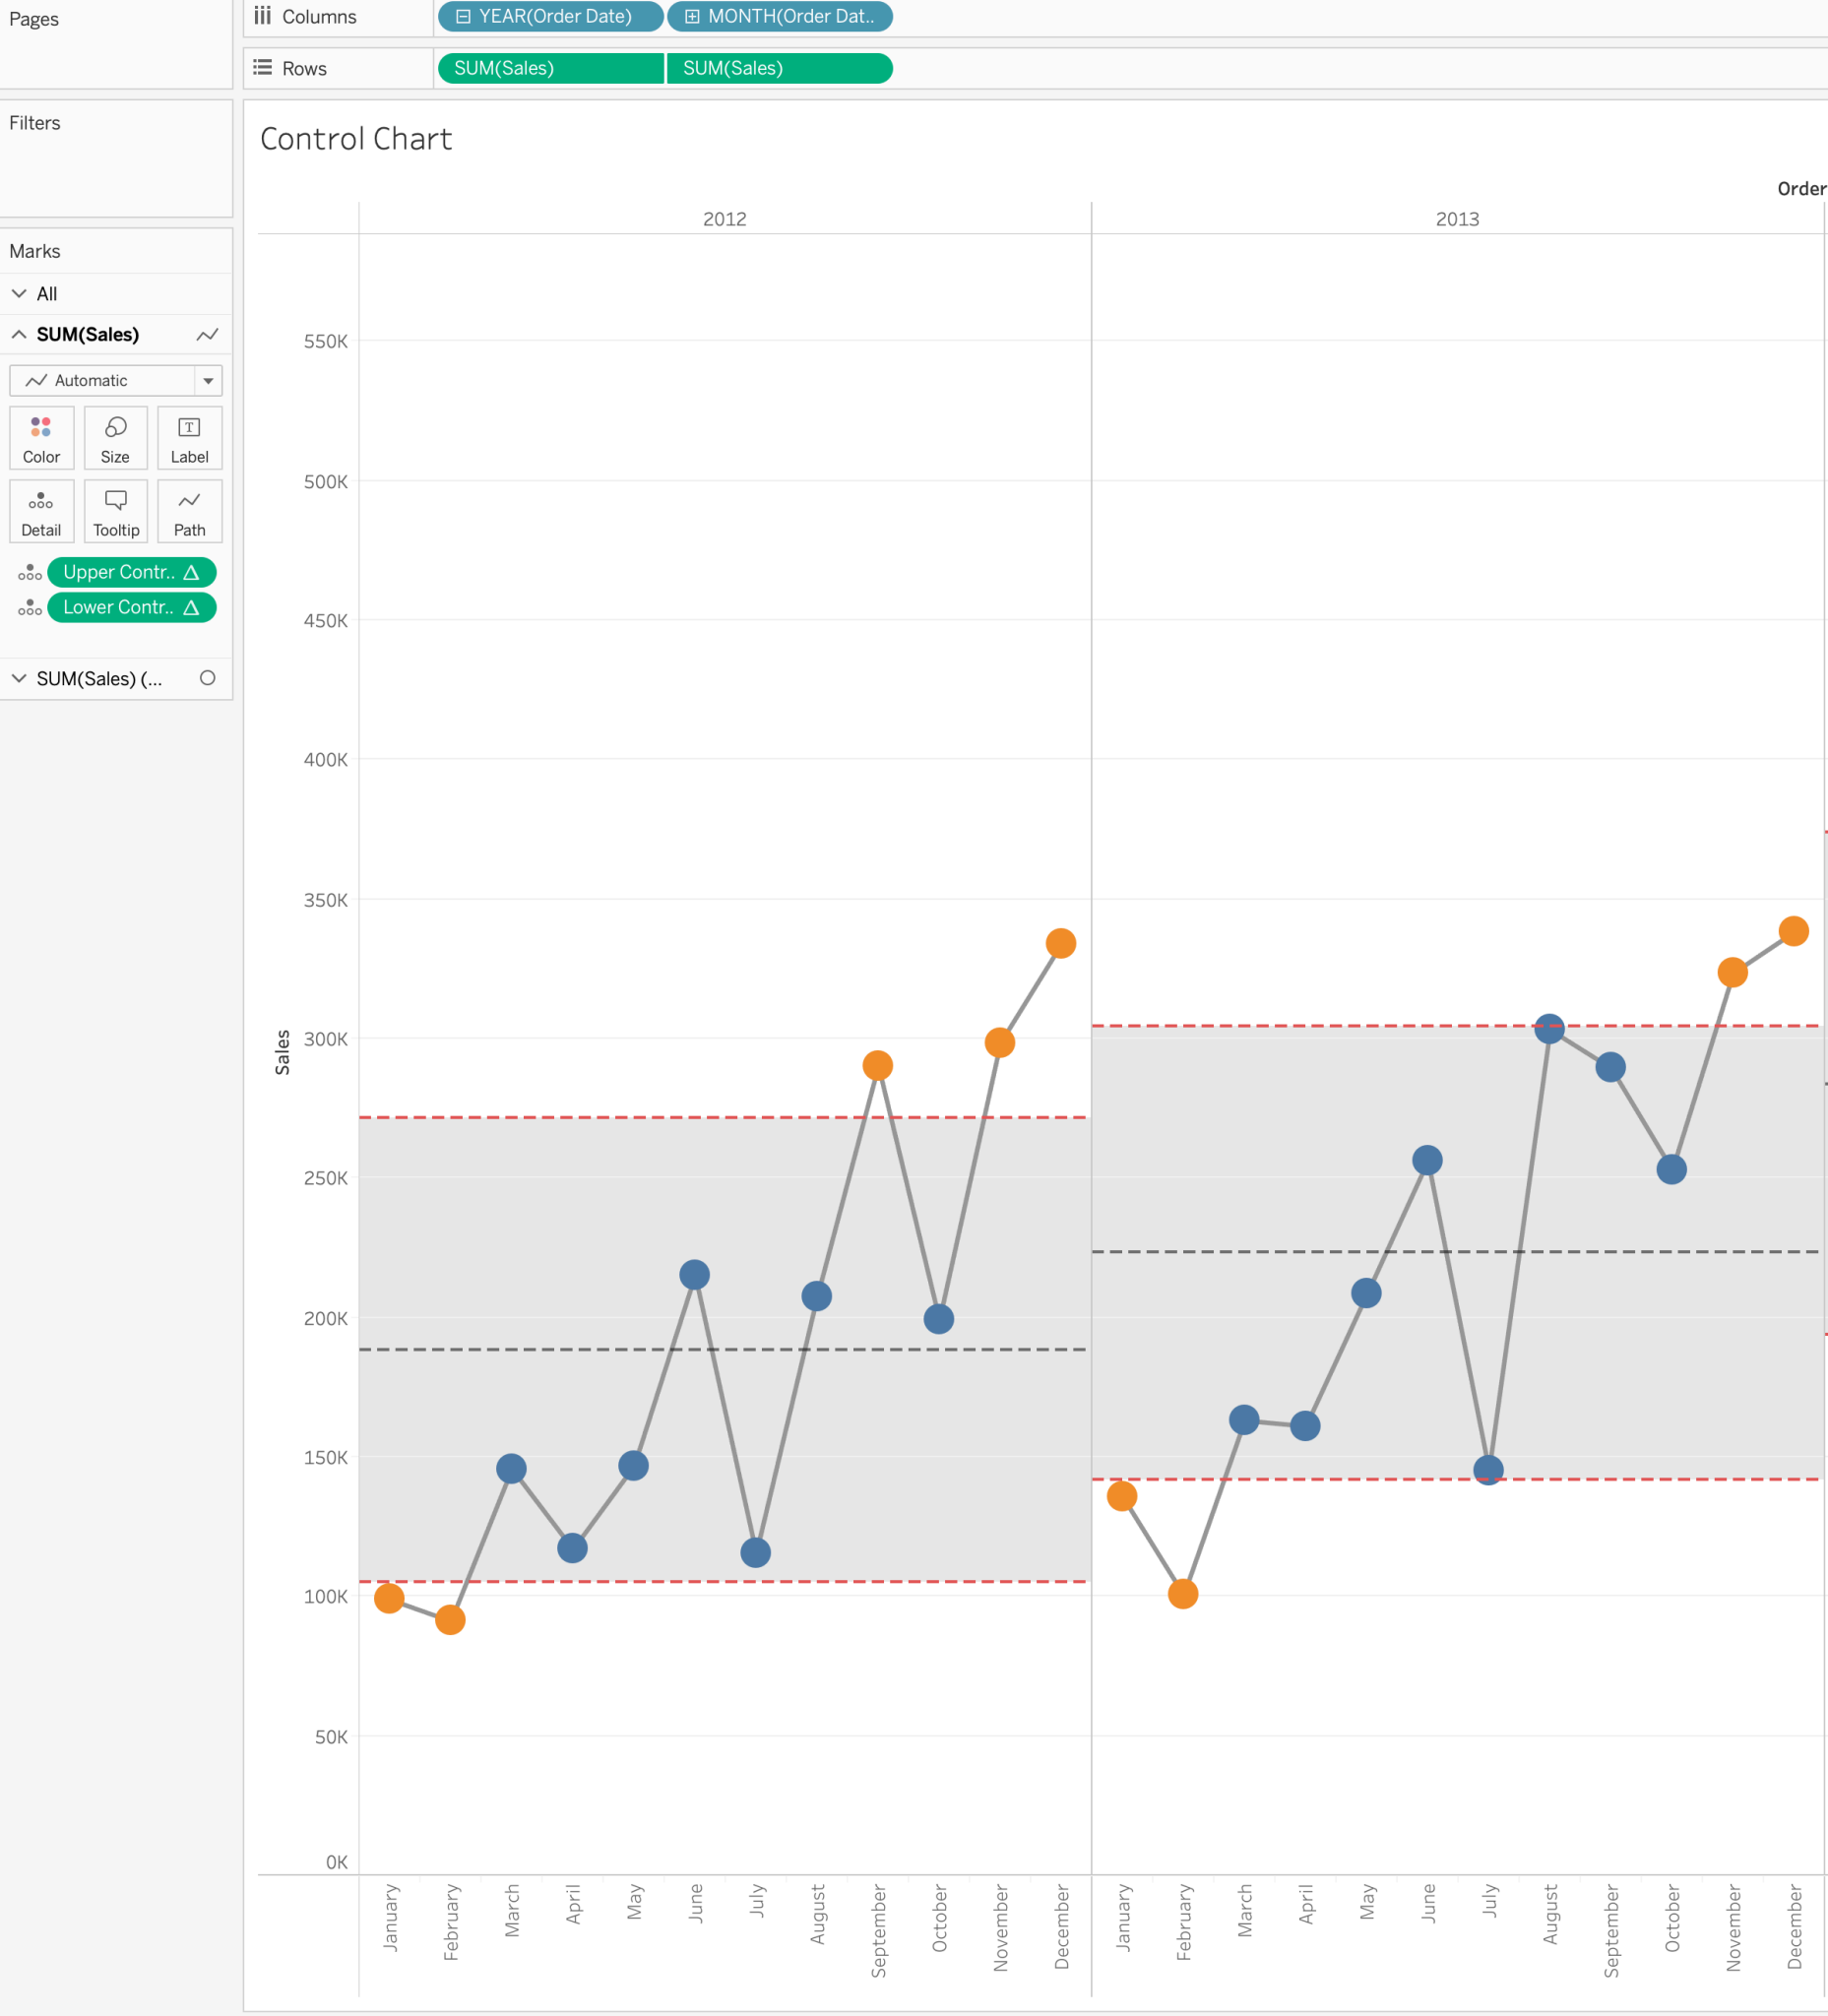 Pages
Columns
YEAR(Order Date)
MONTH(Order Dat..
Rows
SUM(Sales)
SUM(Sales)
Filters
Marks
All
SUM(Sales)
Automatic
Color
Size
T
Label
Detail
Tooltip
Path
Upper Contr..
Lower Contr..
SUM(Sales) (...
Control Chart
Order
2012
2013
550K
500K
450K
400K
350K
300K
250K
200K
150K
100K
50K
0K
Sales
January
February
March
April
May
June
July
August
September
October
November
December
January
February
March
April
May
June
July
August
September
October
November
December